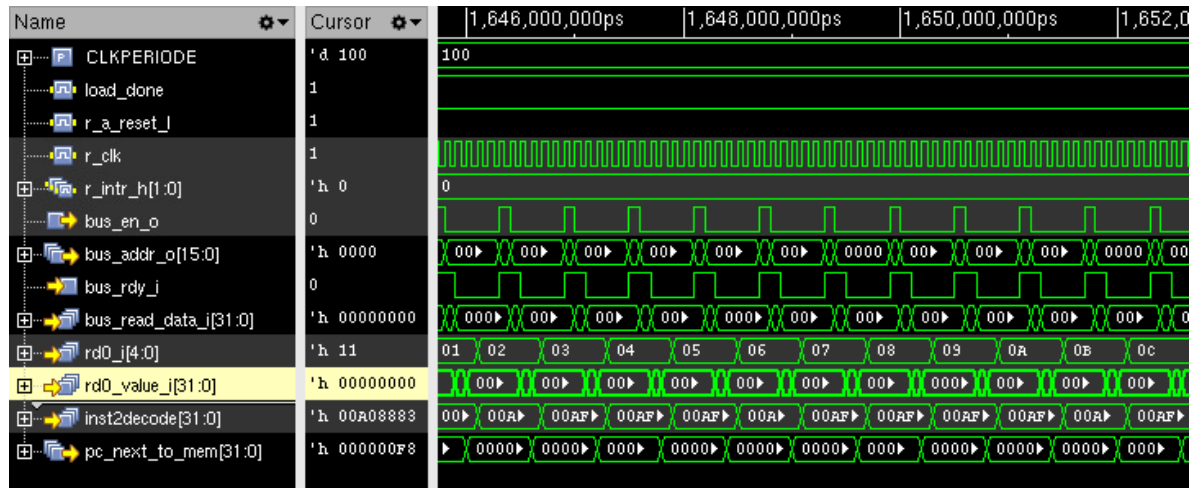 Name Cursor 1,646,000,000ps 1,648,000,000ps 1,650,000,000ps 1,652,0
P CLKPERIODE 'd 100 100
load_done 1
r_a_reset_l 1
r_clk 1
r_intr_h[1:0] 'h 0 0
bus_en_o 0
bus_addr_o[15:0] 'h 0000 00 00 00 00 00 00 0000 00 00 00 0000 00
bus_rdy_i 0
bus_read_data_i[31:0] 'h 00000000 000 00 00 00 000 00 00 00 00 00 00 0
rd0_i[4:0] 'h 11 01 02 03 04 05 06 07 08 09 0A 0B 0C
rd0_value_i[31:0] 'h 00000000 00 00 00 00 00 00 00 000 00 00 00
inst2decode[31:0] 'h 00A08883 00 00A 00AF 00AF 00AF 00A 00AF 00AF 00AF 00AF 00A 00AF
pc_next_to_mem[31:0] 'h 000000F8 0000 0000 000 0000 0000 000 0000 0000 0000 0000 000